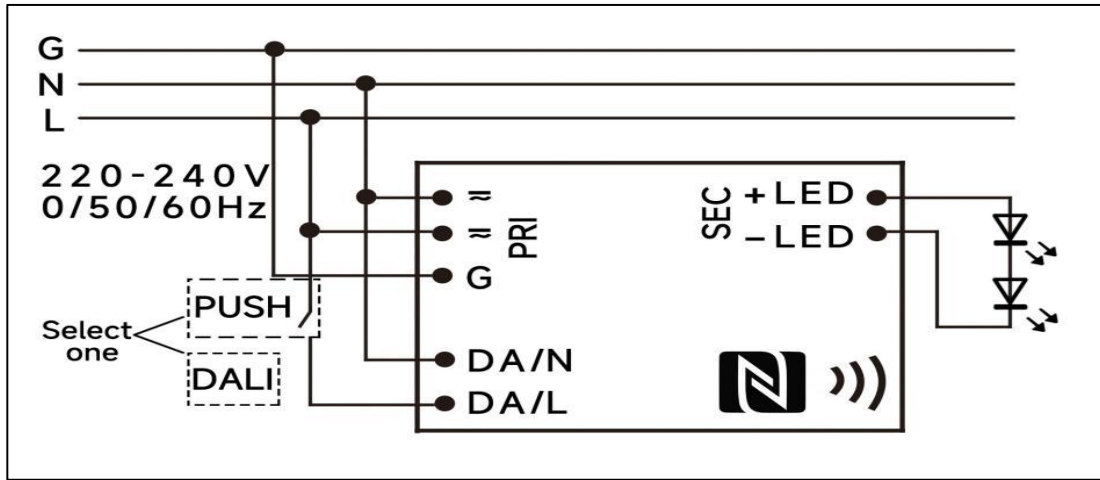 G
N
L
220-240V
0/50/60Hz
PRI
G
SEC
+LED
-LED
PUSH
Select
one
DALI
DA/N
DA/L